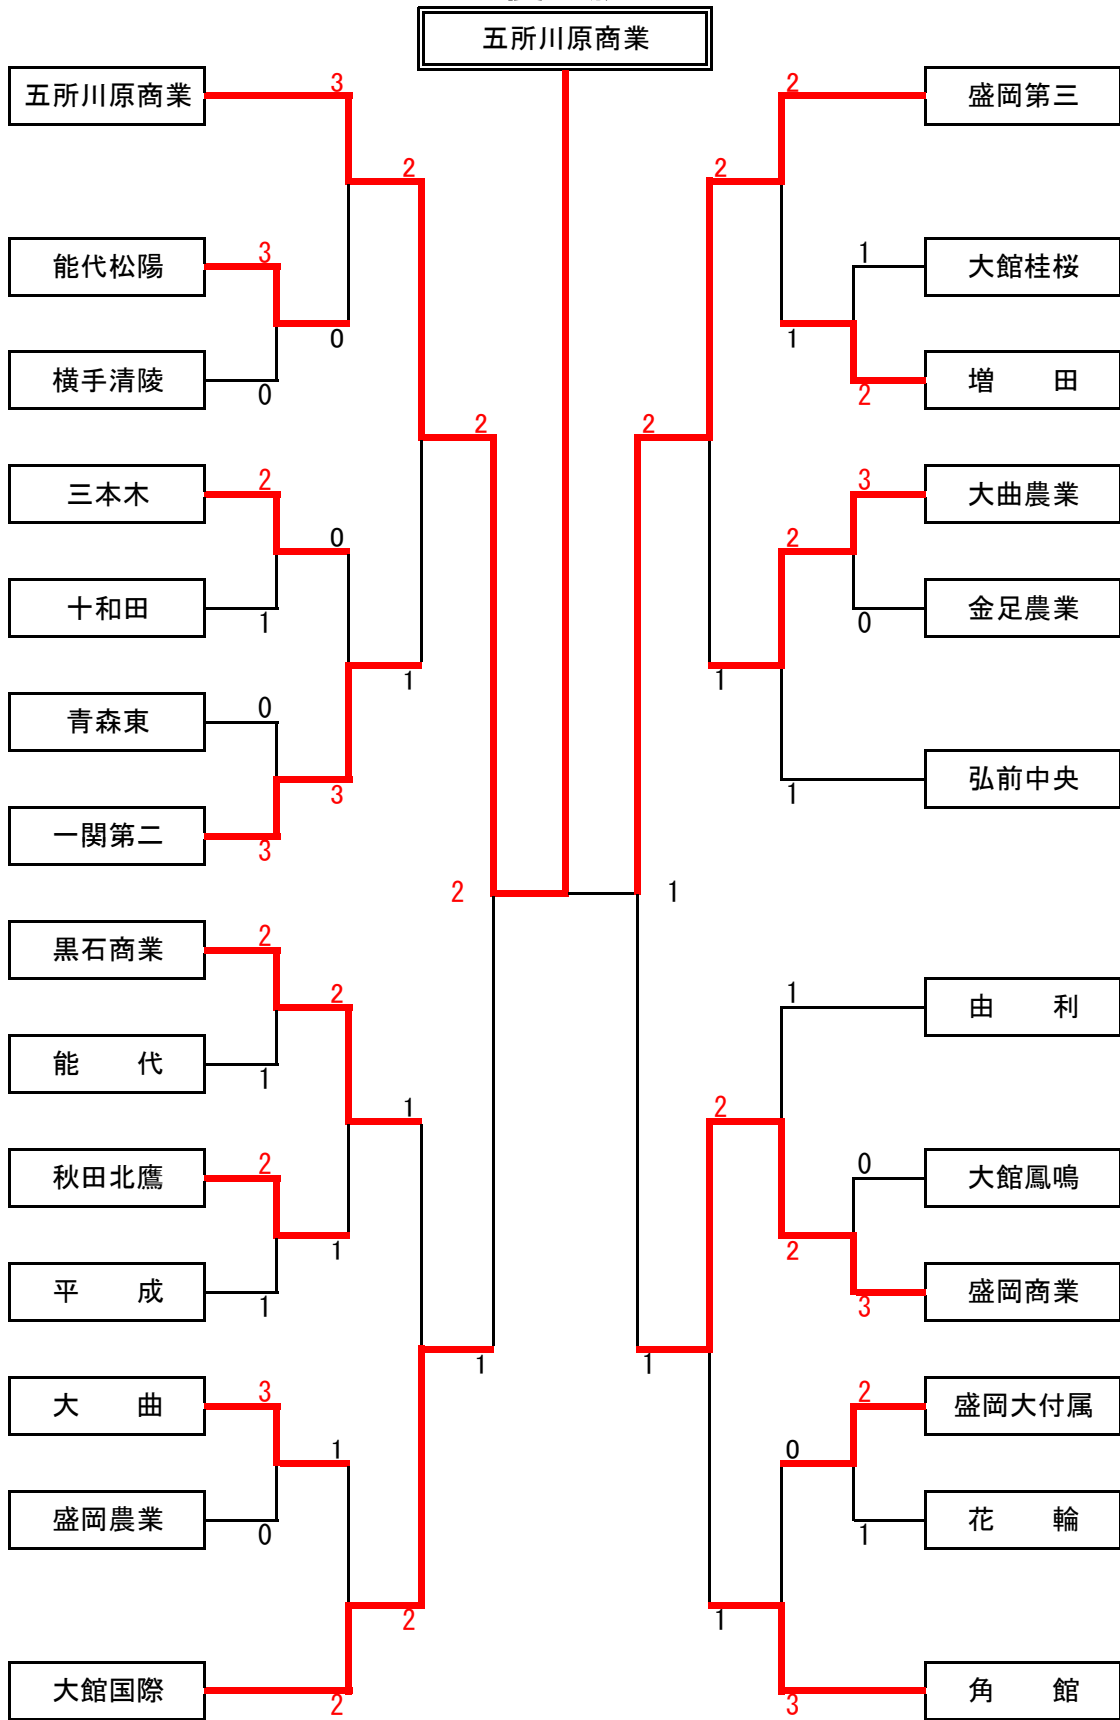 五所川原商業
五所川原商業 3 2 盛岡第三
2 2
能代松陽 3 1 大館桂桜
0 1
横手清陵 0 2 増 田
2 2
三本木 2 3 大曲農業
0 2
十和田 1 0 金足農業
1 1
青森東 0
3 1 弘前中央
一関第二 3
2 1
黒石商業 2
2 1 由 利
能 代 1
1 2
秋田北鷹 2 0 大館鳳鳴
1 2
平 成 1 3 盛岡商業
1 1
大 曲 3 2 盛岡大付属
1 0
盛岡農業 0 1 花 輪
2 1
大館国際 2 3 角 館